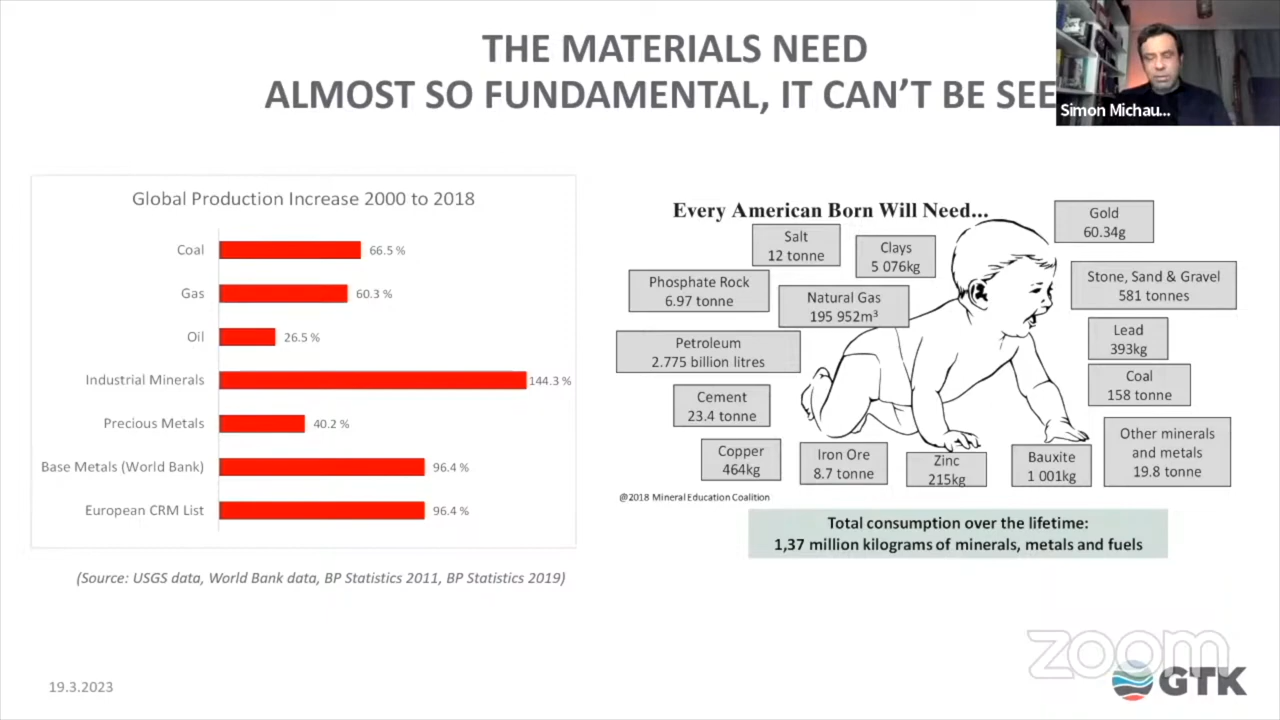 THE MATERIALS NEED
ALMOST SO FUNDAMENTAL, IT CAN'T BE SEE
Simon Michau...
Global Production Increase 2000 to 2018
Coal 66.5 %
Gas 60.3 %
Oil 26.5 %
Industrial Minerals 144.3 %
Precious Metals 40.2 %
Base Metals (World Bank) 96.4 %
European CRM List 96.4 %
(Source: USGS data, World Bank data, BP Statistics 2011, BP Statistics 2019)
Every American Born Will Need...
Gold
60.34g
Salt
12 tonne
Clays
5 076kg
Stone, Sand & Gravel
581 tonnes
Phosphate Rock
6.97 tonne
Natural Gas
195 952m³
Lead
393kg
Petroleum
2.775 billion litres
Coal
158 tonne
Cement
23.4 tonne
Other minerals
and metals
19.8 tonne
Copper
464kg
Iron Ore
8.7 tonne
Zinc
215kg
Bauxite
1 001kg
@2018 Mineral Education Coalition
Total consumption over the lifetime:
1,37 million kilograms of minerals, metals and fuels
zoom
19.3.2023
GTK